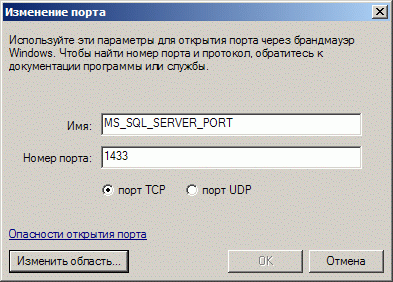 Изменение порта
Используйте эти параметры для открытия порта через брандмауэр
Windows. Чтобы найти номер порта и протокол, обратитесь к
документации программы или службы.
Имя: MS_SQL_SERVER_PORT
Номер порта: 1433
порт TCP порт UDP
Опасности открытия порта
Изменить область... OK Отмена